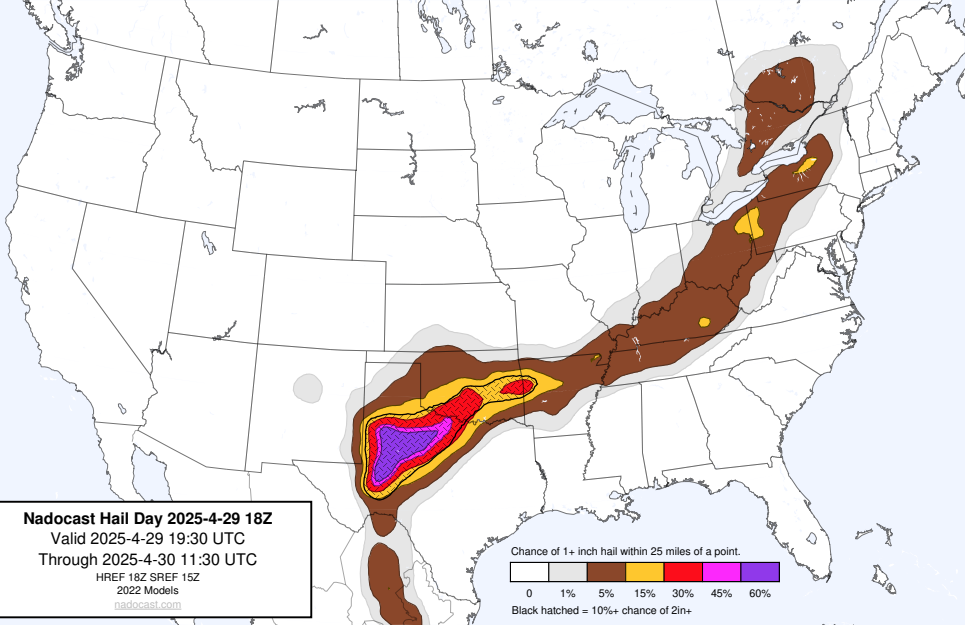 Nadocast Hail Day 2025-4-29 18Z
Valid 2025-4-29 19:30 UTC
Through 2025-4-30 11:30 UTC
HREF 18Z SREF 15Z
2022 Models
nadocast.com
Chance of 1+ inch hail within 25 miles of a point.
0 1% 5% 15% 30% 45% 60%
Black hatched = 10%+ chance of 2in+